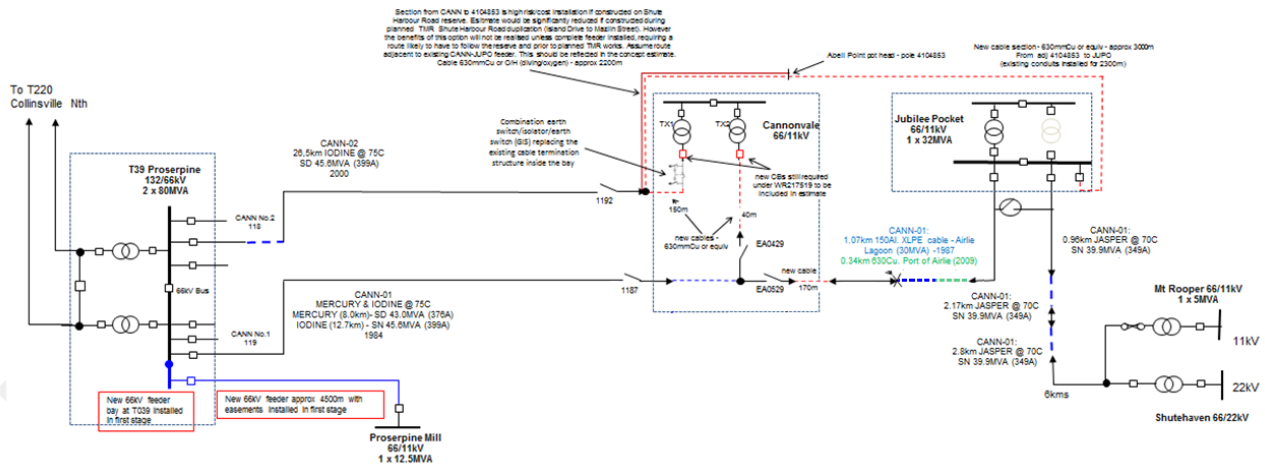 Section from CANN to 4104853 is high risk/cost installation if constructed on Shute
Harbour Road reserve. Estimate would be significantly reduced if constructed during
planned TMR Shute Harbour Road duplication (Island Drive to Mazlin Street). However
the benefits of this option will not be realised unless complete feeder installed, requiring a
route likely to have to follow the reserve and prior to planned TMR works. Assume route
adjacent to existing CANN-JUPO feeder. This should be reflected in the concept estimate.
Cable 630mmCu or O/H (diving/oxygen) - approx 2200m
New cable section - 630mmCu or equiv - approx 3000m
From adj 4104853 to JUPO
(existing conduits installed for 2300m)
Abell Point pot head - pole 4104853
To T220
Collinsville Nth
T39 Proserpine
132/66kV
2 x 80MVA
CANN No.2
118
66kV Bus
CANN No.1
119
CANN-02
26.5km IODINE @ 75C
SD 45.6MVA (399A)
2000
CANN-01
MERCURY & IODINE @ 75C
MERCURY (8.0km)- SD 43.0MVA (376A)
IODINE (12.7km) - SN 45.6MVA (399A)
1984
Combination earth
switch/isolator/earth
switch (GIS) replacing the
existing cable termination
structure inside the bay
1192
1187
TX1
TX2
Cannonvale
66/11kV
new CBs still required
under WR217519 to be
included in estimate
150m
40m
new cables -
630mmCu or equiv
EA0429
EA0529
new cable
170m
Jubilee Pocket
66/11kV
1 x 32MVA
CANN-01:
1.07km 150Al. XLPE cable - Airlie
Lagoon (30MVA) -1987
0.34km 630Cu. Port of Airlie (2009)
CANN-01:
0.96km JASPER @ 70C
SN 39.9MVA (349A)
CANN-01:
2.17km JASPER @ 70C
SN 39.9MVA (349A)
CANN-01:
2.8km JASPER @ 70C
SN 39.9MVA (349A)
6kms
Mt Rooper 66/11kV
1 x 5MVA
11kV
22kV
Shutehaven 66/22kV
New 66kV feeder
bay at T039 installed
in first stage
New 66kV feeder approx 4500m with
easements installed in first stage
Proserpine Mill
66/11kV
1 x 12.5MVA